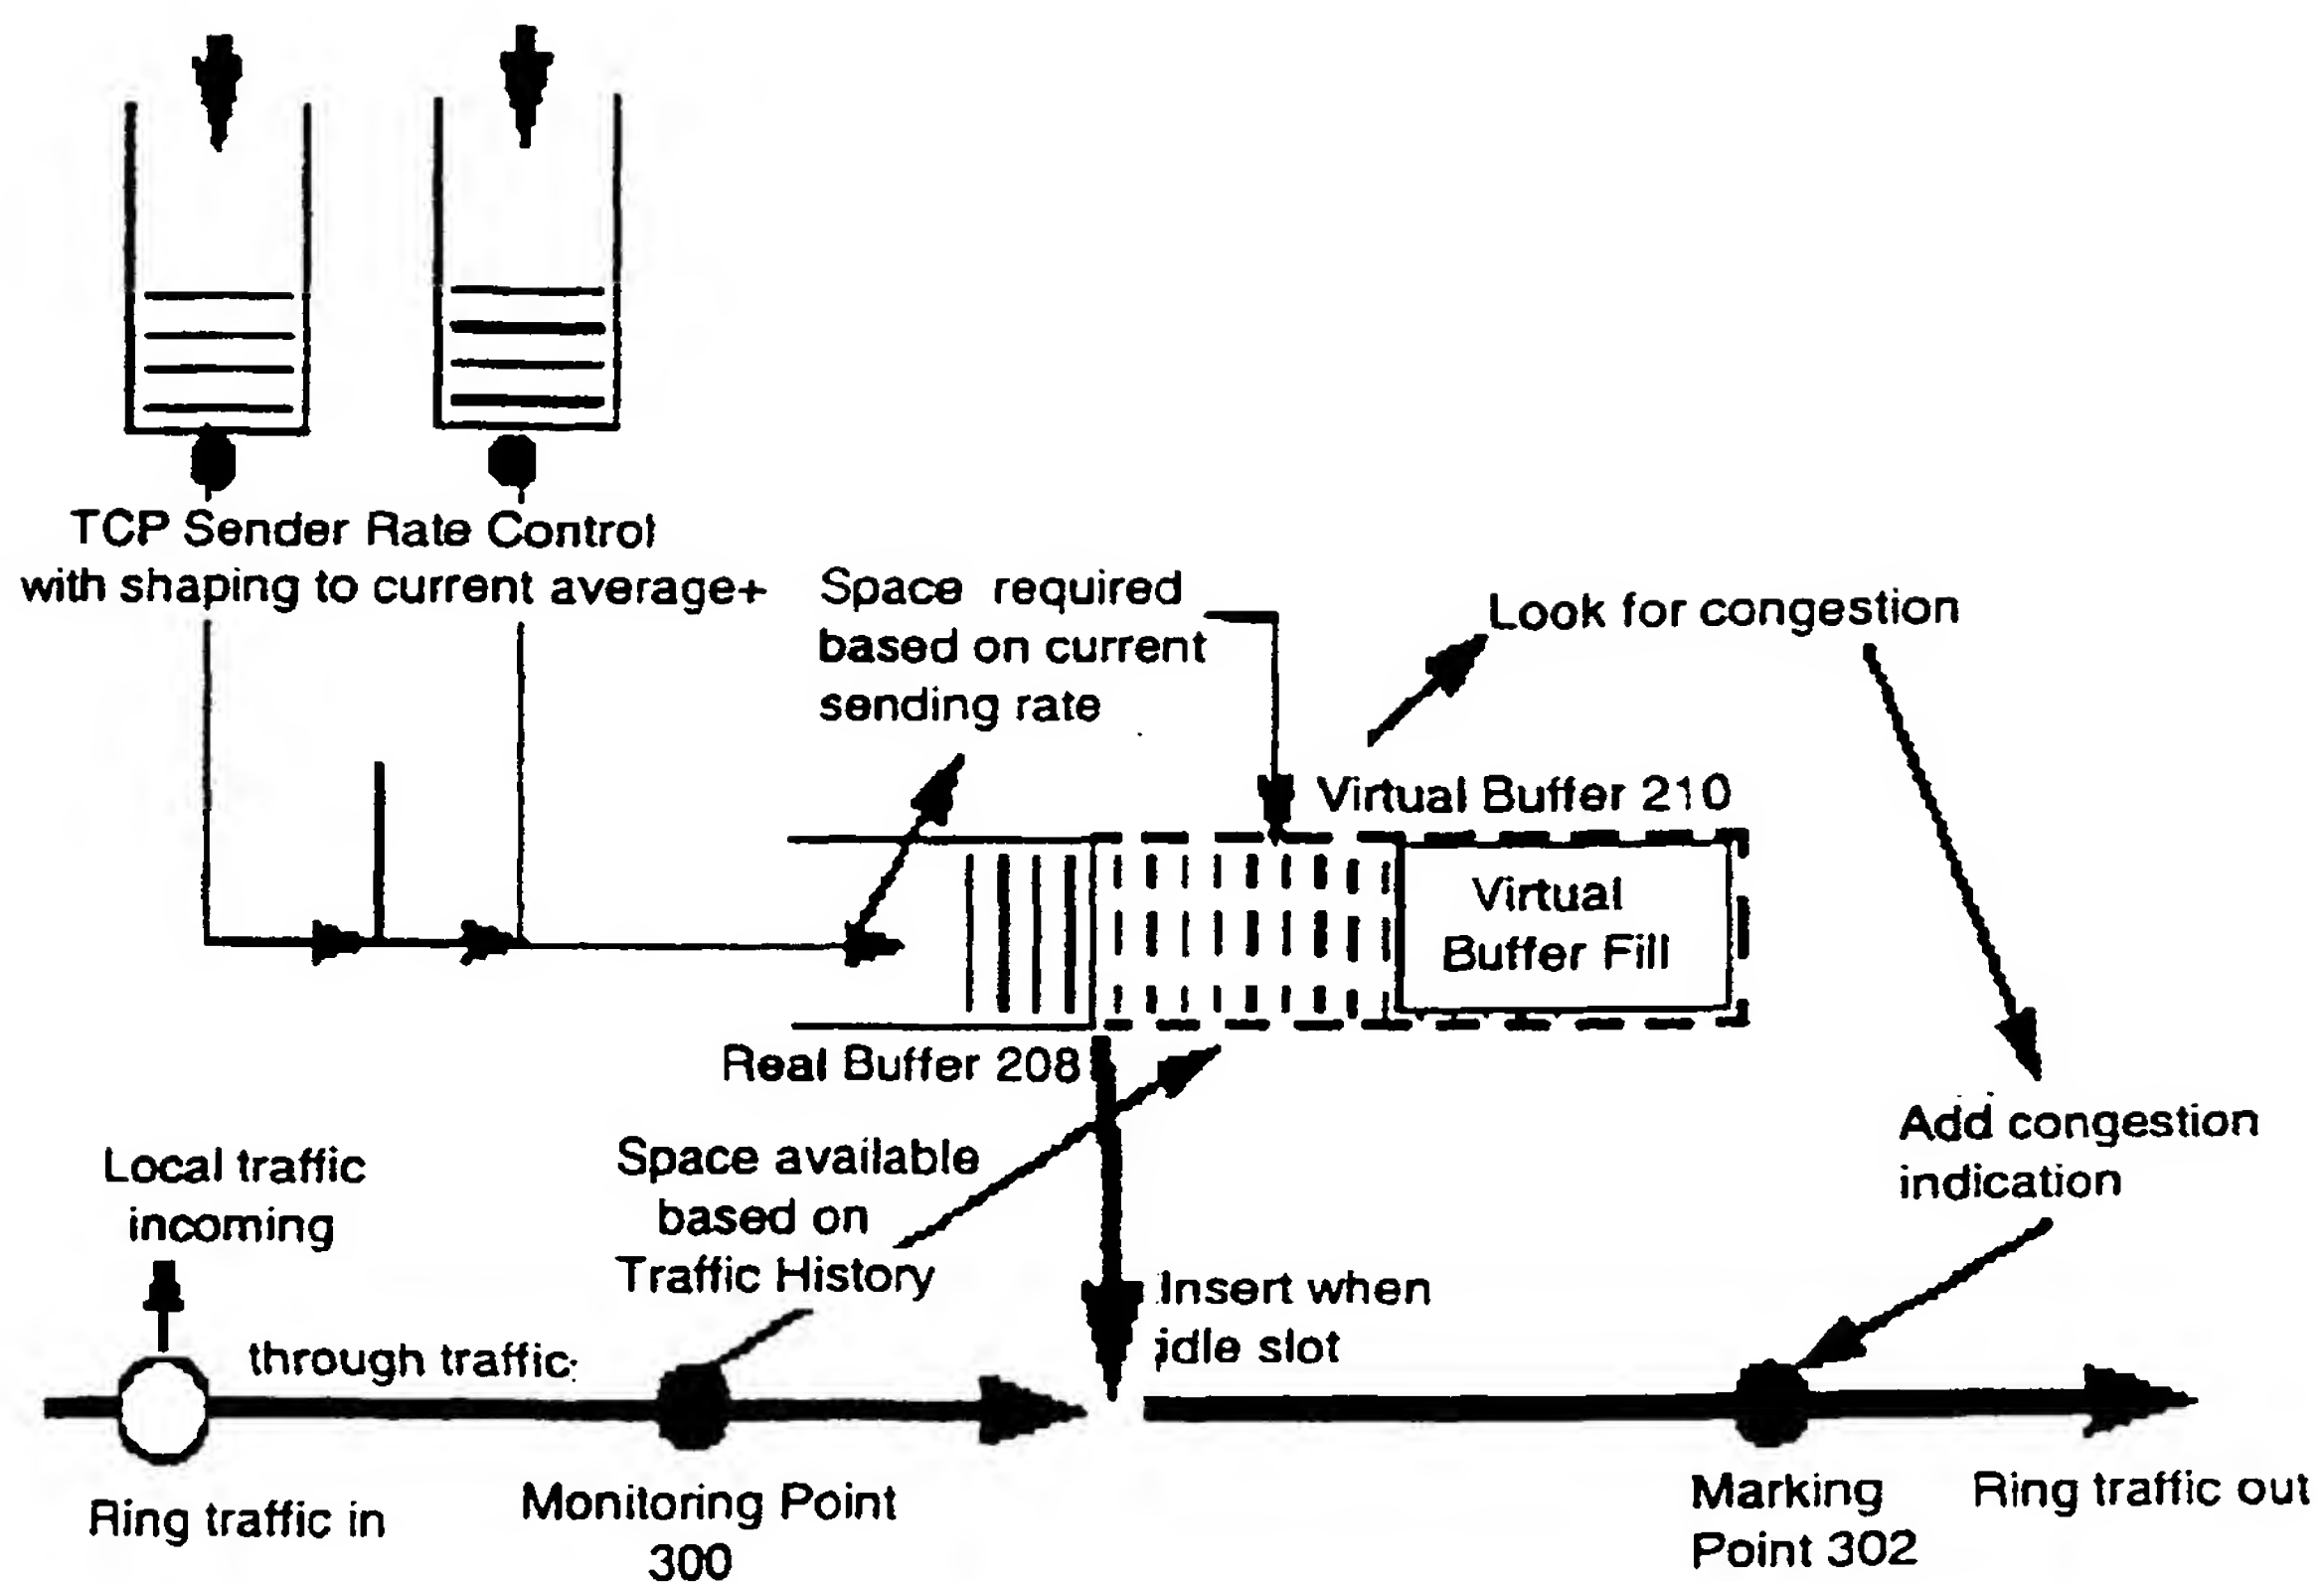 TCP Sender Rate Control
with shaping to current average+
Space required
based on current
sending rate
Look for congestion
Virtual Buffer 210
Virtual
Buffer Fill
Real Buffer 208
Add congestion
indication
Local traffic
incoming
Space available
based on
Traffic History
Insert when
idle slot
through traffic
Ring traffic in
Monitoring Point
300
Marking
Point 302
Ring traffic out